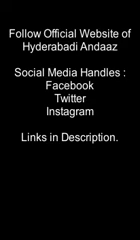 Follow Official Website of
Hyderabadi Andaaz
Social Media Handles :
Facebook
Twitter
Instagram
Links in Description.